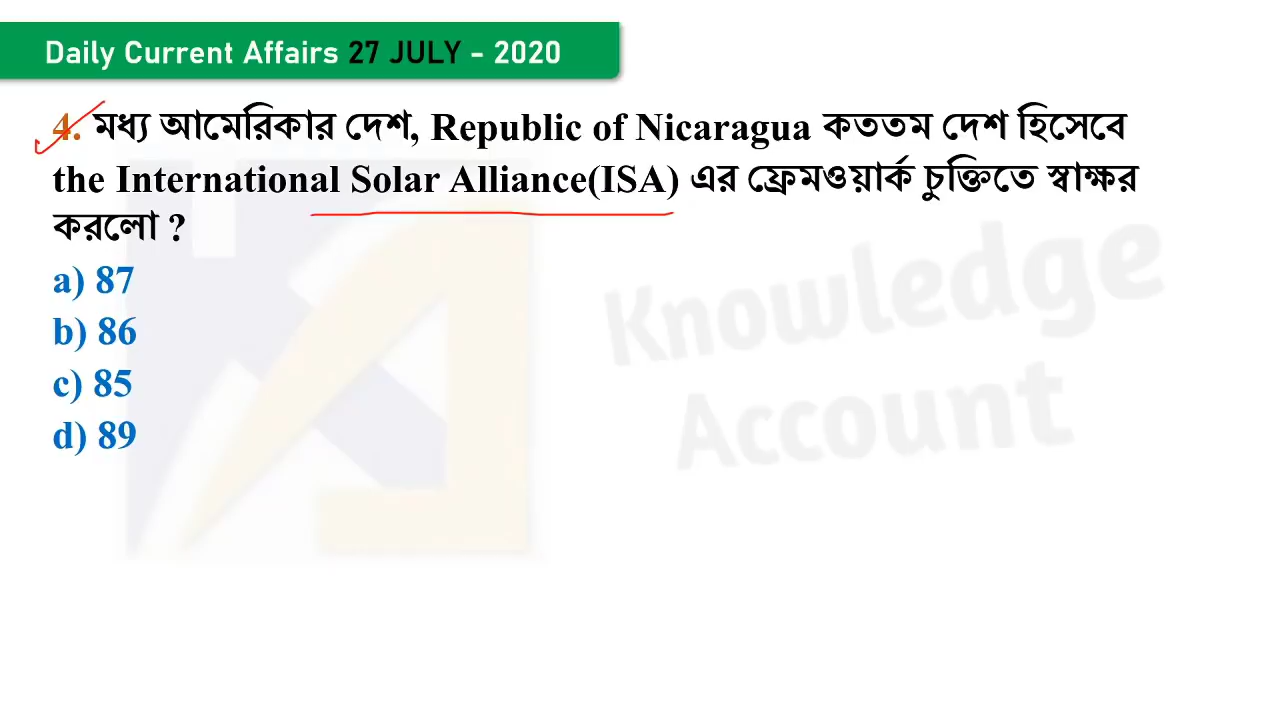 Daily Current Affairs 27 JULY - 2020
4. মধ্য আমেরিকার দেশ, Republic of Nicaragua কততম দেশ হিসেবে
the International Solar Alliance(ISA) এর ফ্রেমওয়ার্ক চুক্তিতে স্বাক্ষর
করলো ?
a) 87
b) 86
c) 85
d) 89
Knowledge
Account